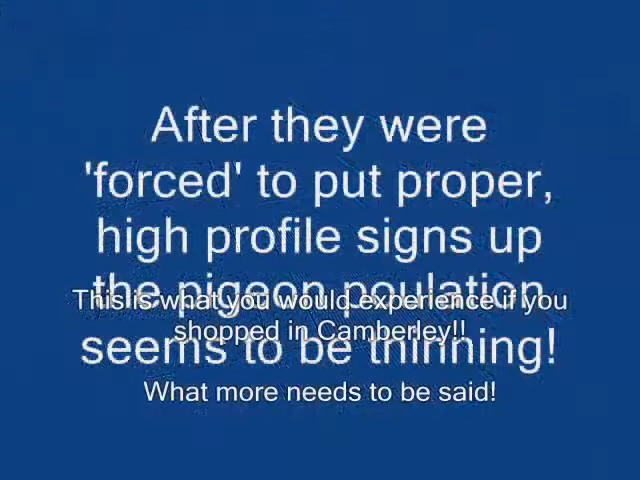 After they were
'forced' to put proper,
high profile signs up
the pigeon poulation
This is what you would experience if you
shopped in Camberley!!
seems to be thinning!
What more needs to be said!